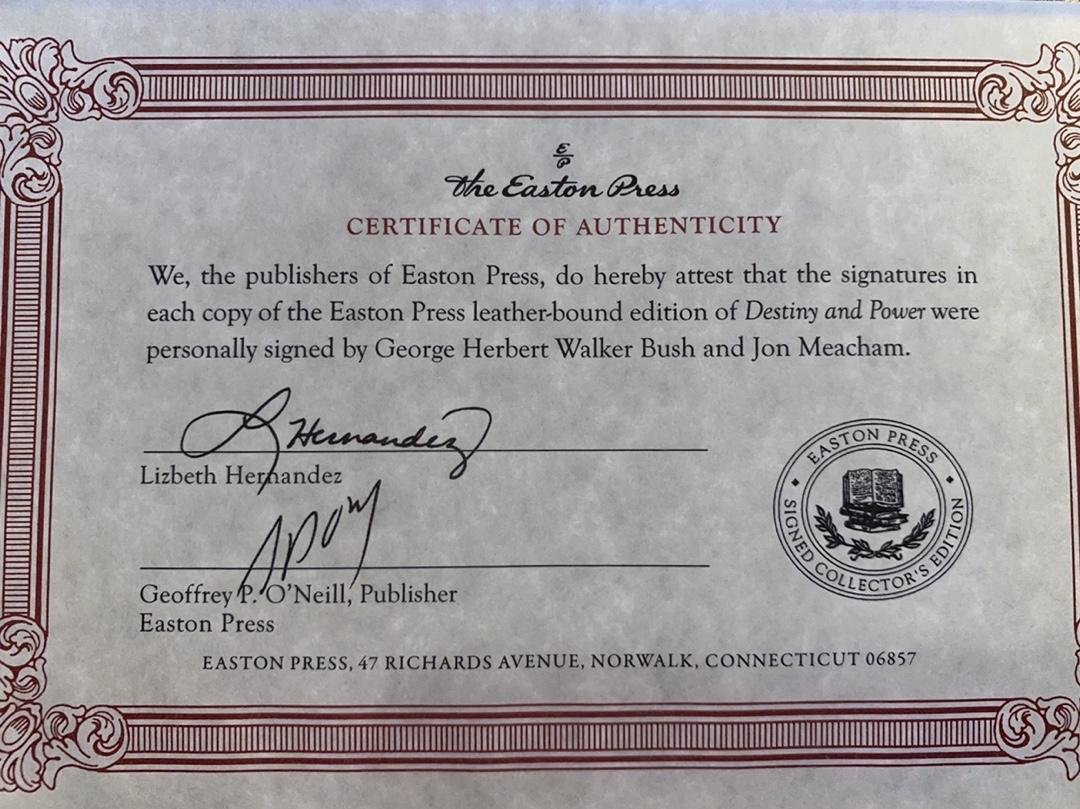 E
P
the Easton Press
CERTIFICATE OF AUTHENTICITY
We, the publishers of Easton Press, do hereby attest that the signatures in
each copy of the Easton Press leather-bound edition of Destiny and Power were
personally signed by George Herbert Walker Bush and Jon Meacham.
L Hernandez
Lizbeth Hernandez
Geoffrey P. O'Neill, Publisher
Easton Press
EASTON PRESS
SIGNED COLLECTOR'S EDITION
EASTON PRESS, 47 RICHARDS AVENUE, NORWALK, CONNECTICUT 06857